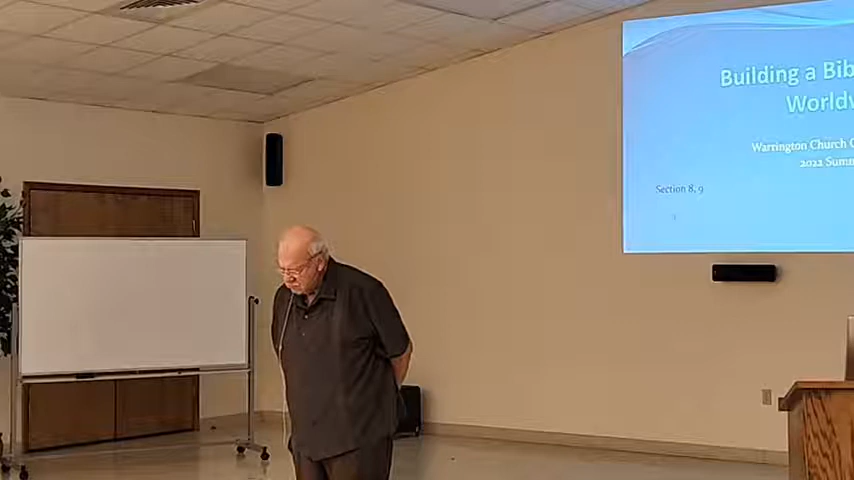 Building a Bib
Worldv
Warrington Church
2022 Summ
Section 8, 9